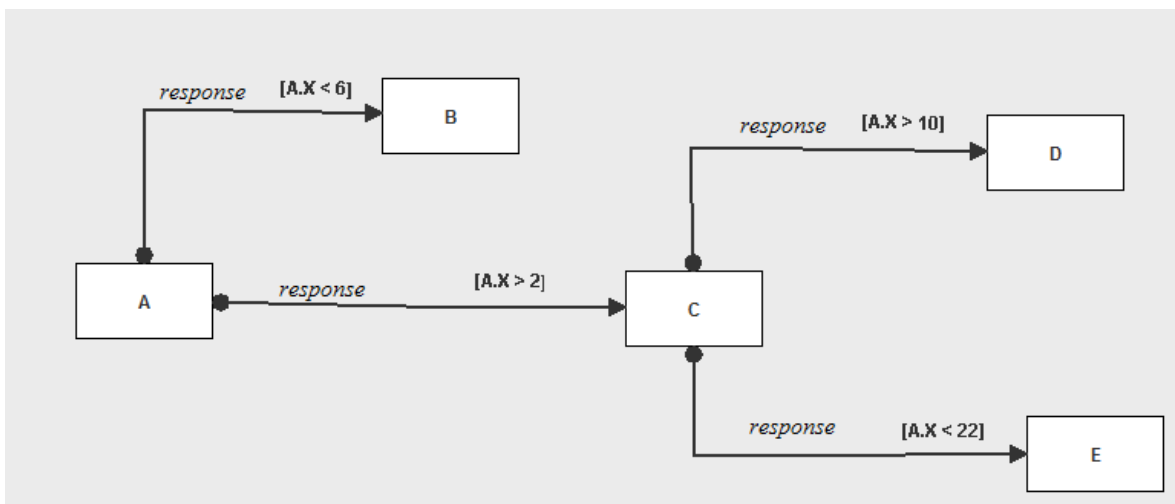 response [A.X < 6]
B
response [A.X > 10]
D
A
response [A.X > 2]
C
response [A.X < 22]
E